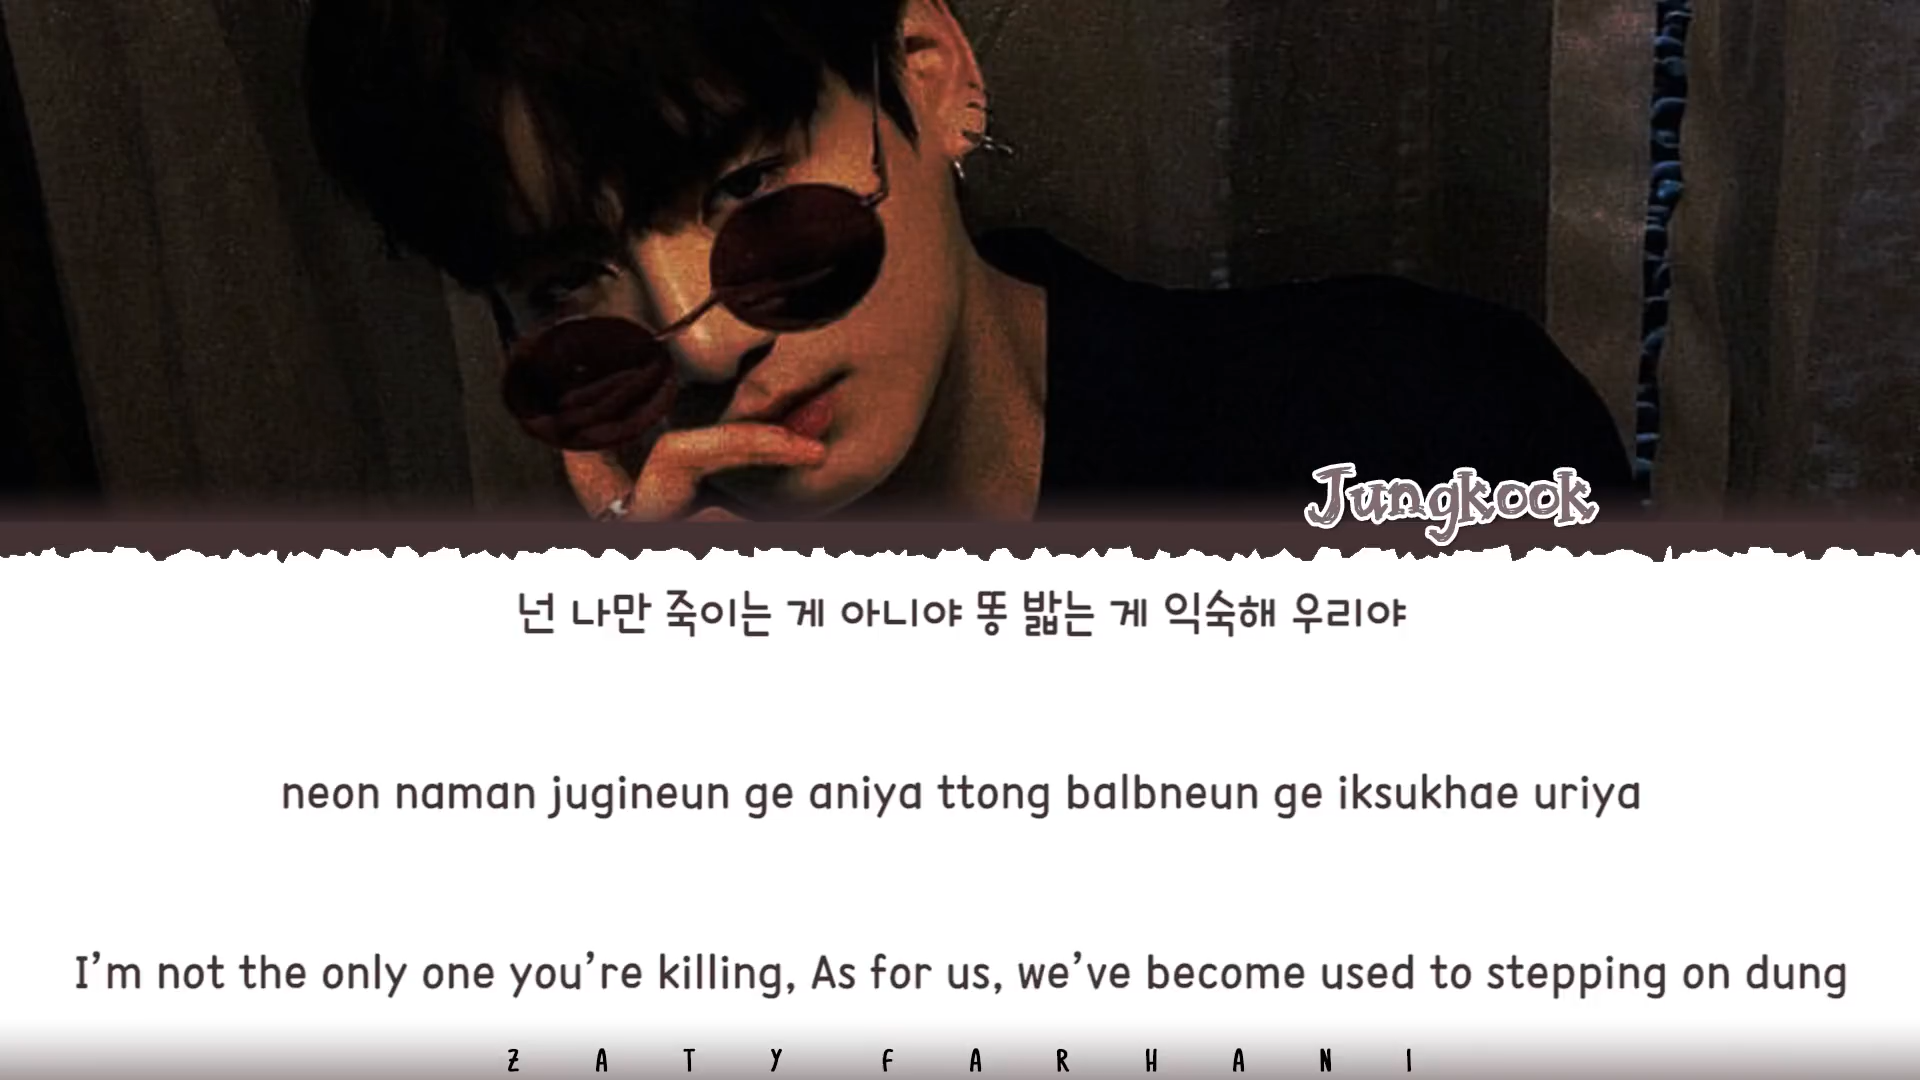 Jungkook
넌 나만 죽이는 게 아니야 똥 밟는 게 익숙해 우리야
neon naman jugineun ge aniya ttong balbneun ge iksukhae uriya
I'm not the only one you're killing, As for us, we've become used to stepping on dung
ZATY FARHANI